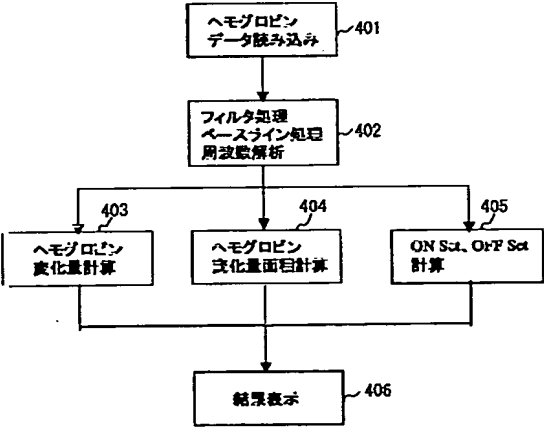 ヘモグロビン
データ読み込み
401
フィルタ処理
ベースライン処理
周波数解析
402
403
ヘモグロビン
変化量計算
404
ヘモグロビン
変化量面積計算
405
ON Set、OFF Set
計算
結果表示
406